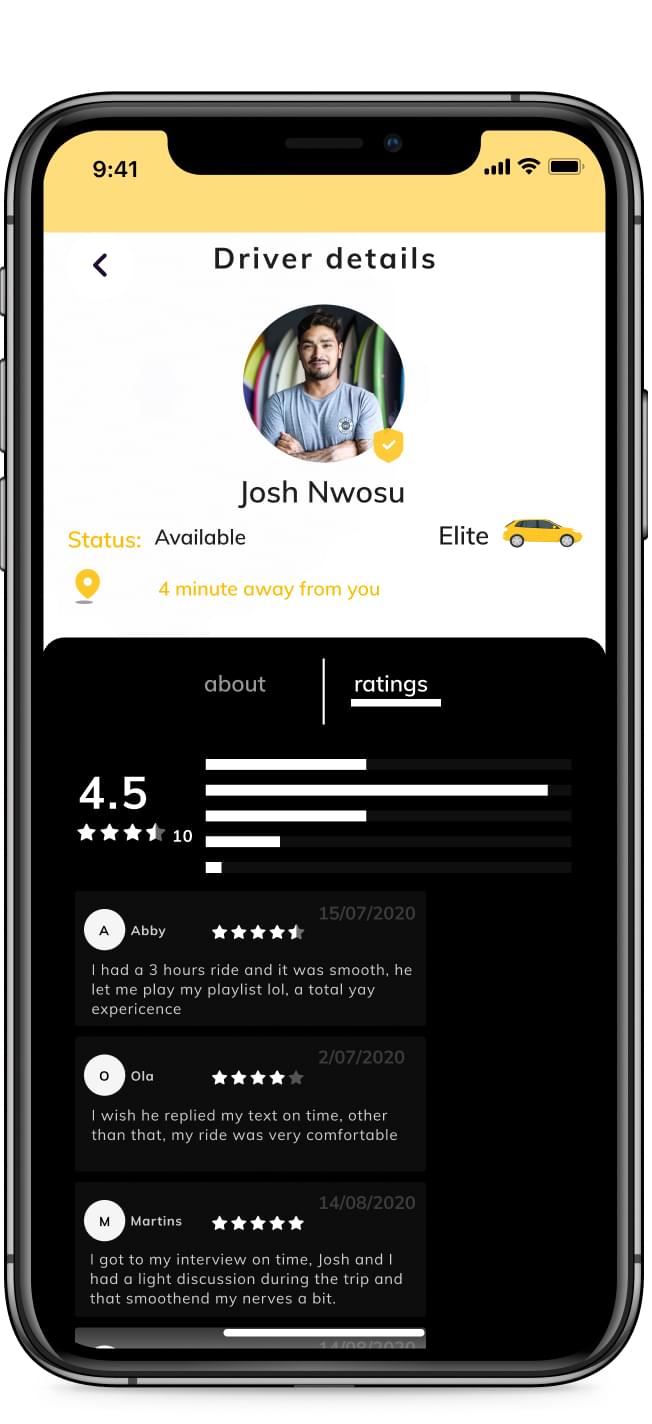 9:41
Driver details
Josh Nwosu
Status: Available
Elite
4 minute away from you
about
ratings
4.5
10
15/07/2020
A Abby
I had a 3 hours ride and it was smooth, he
let me play my playlist lol, a total yay
expericence
2/07/2020
O Ola
I wish he replied my text on time, other
than that, my ride was very comfortable
14/08/2020
M Martins
I got to my interview on time, Josh and I
had a light discussion during the trip and
that smoothend my nerves a bit.